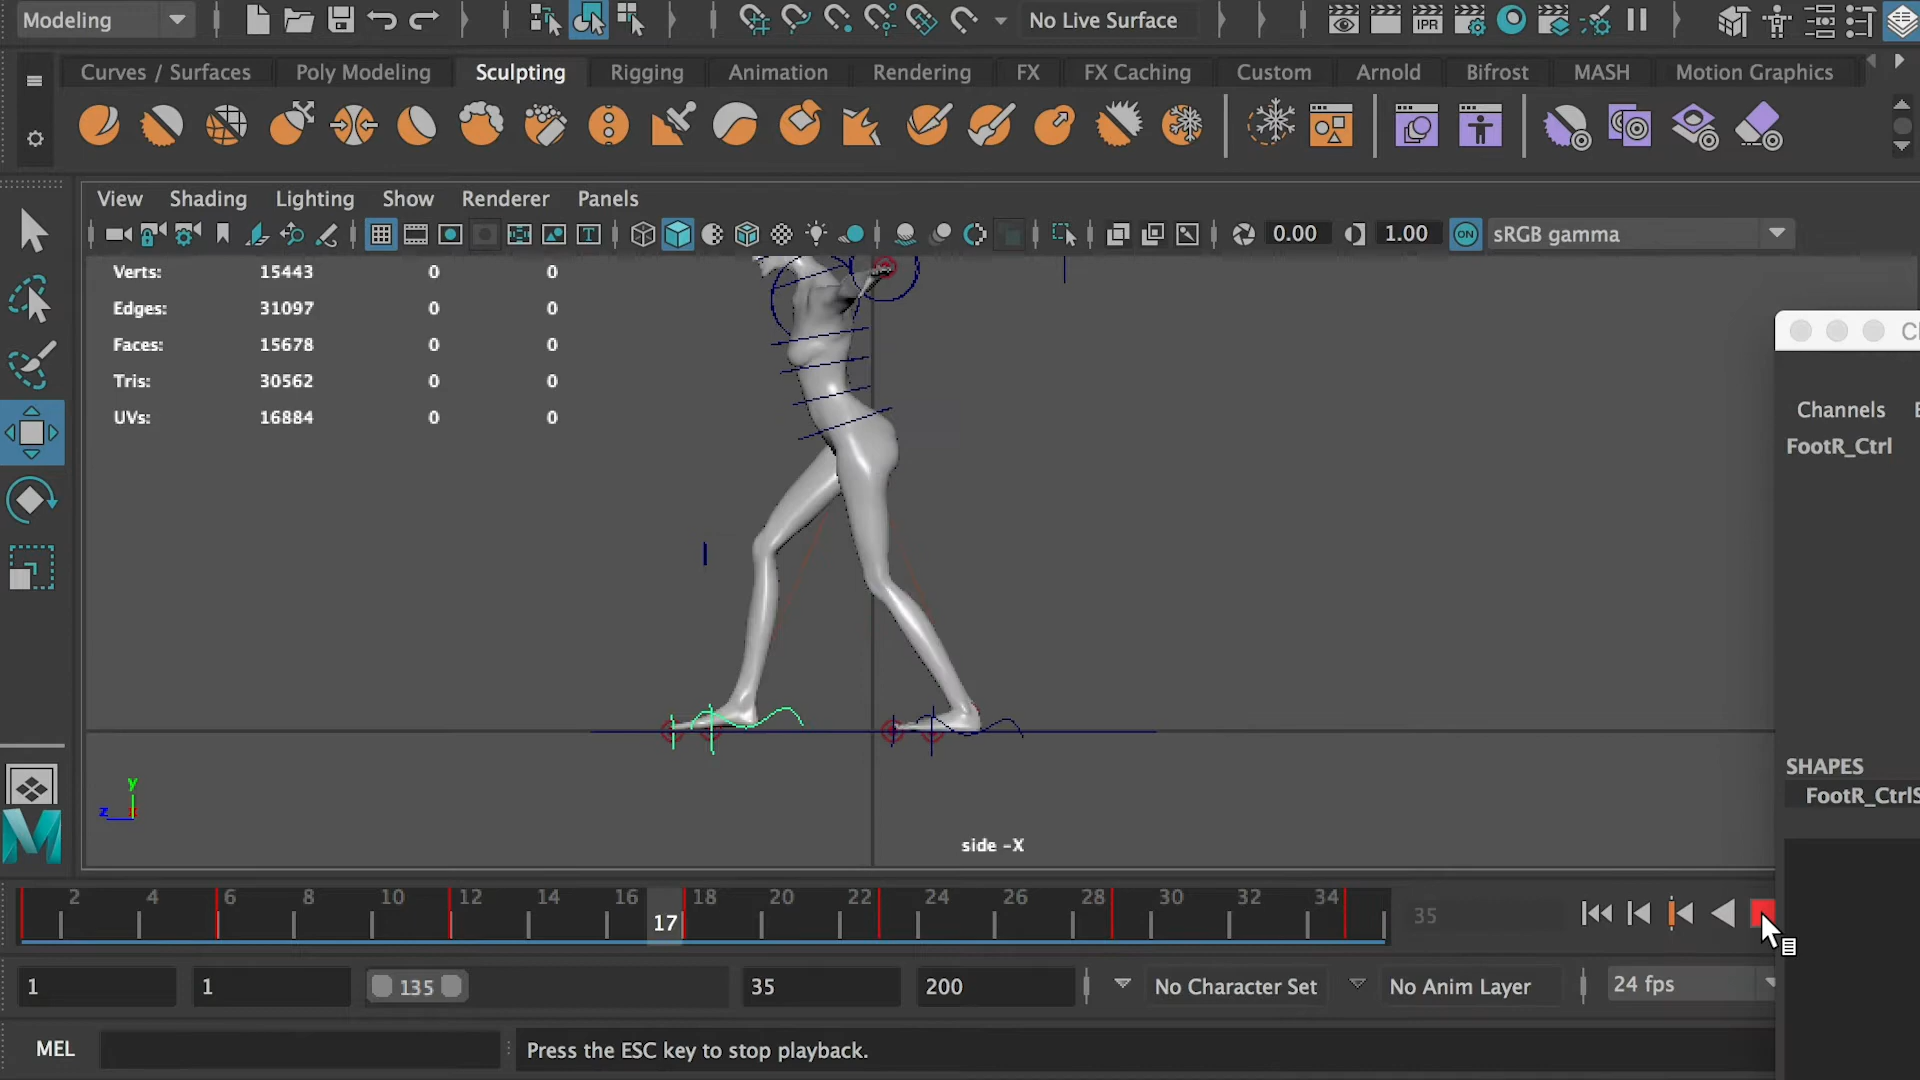 Modeling
No Live Surface
IPR
Curves / Surfaces
Poly Modeling
Sculpting
Rigging
Animation
Rendering
FX
FX Caching
Custom
Arnold
Bifrost
MASH
Motion Graphics
View
Shading
Lighting
Show
Renderer
Panels
T
0.00
1.00
ON
sRGB gamma
Verts: 15443 0 0
Edges: 31097 0 0
Faces: 15678 0 0
Tris: 30562 0 0
UVs: 16884 0 0
Channels
FootR_Ctrl
SHAPES
FootR_CtrlS
y
z
side -X
2 4 6 8 10 12 14 16 18 20 22 24 26 28 30 32 34
17
35
1
1
1 35
35
200
No Character Set
No Anim Layer
24 fps
MEL
Press the ESC key to stop playback.